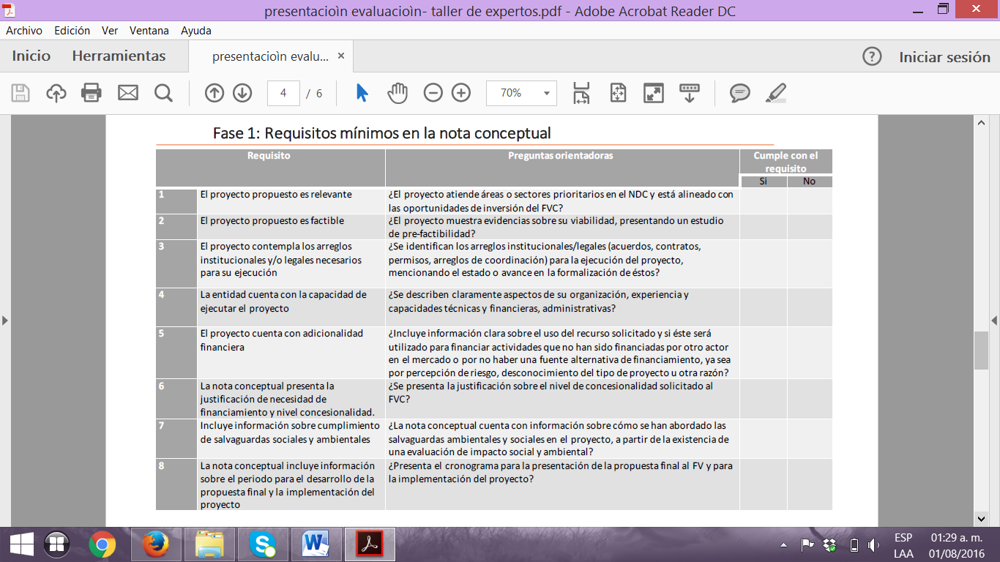 presentacioìn evaluacioìn- taller de expertos.pdf - Adobe Acrobat Reader DC
Archivo Edición Ver Ventana Ayuda
Inicio Herramientas presentacioìn evalu... × Iniciar sesión
4 / 6 70%
Fase 1: Requisitos mínimos en la nota conceptual
Requisito Preguntas orientadoras Cumple con el
requisito
Si No
1 El proyecto propuesto es relevante ¿El proyecto atiende áreas o sectores prioritarios en el NDC y está alineado con
las oportunidades de inversión del FVC?
2 El proyecto propuesto es factible ¿El proyecto muestra evidencias sobre su viabilidad, presentando un estudio
de pre-factibilidad?
3 El proyecto contempla los arreglos ¿Se identifican los arreglos institucionales/legales (acuerdos, contratos,
institucionales y/o legales necesarios permisos, arreglos de coordinación) para la ejecución del proyecto,
para su ejecución mencionando el estado o avance en la formalización de éstos?
4 La entidad cuenta con la capacidad de ¿Se describen claramente aspectos de su organización, experiencia y
ejecutar el proyecto capacidades técnicas y financieras, administrativas?
5 El proyecto cuenta con adicionalidad ¿Incluye información clara sobre el uso del recurso solicitado y si éste será
financiera utilizado para financiar actividades que no han sido financiadas por otro actor
en el mercado o por no haber una fuente alternativa de financiamiento, ya sea
por percepción de riesgo, desconocimiento del tipo de proyecto u otra razón?
6 La nota conceptual presenta la ¿Se presenta la justificación sobre el nivel de concesionalidad solicitado al
justificación de necesidad de FVC?
financiamiento y nivel concesionalidad.
7 Incluye información sobre cumplimiento ¿La nota conceptual cuenta con información sobre cómo se han abordado las
de salvaguardas sociales y ambientales salvaguardas ambientales y sociales en el proyecto, a partir de la existencia de
una evaluación de impacto social y ambiental?
8 La nota conceptual incluye información ¿Presenta el cronograma para la presentación de la propuesta final al FV y para
sobre el periodo para el desarrollo de la la implementación del proyecto?
propuesta final y la implementación del
proyecto
ESP 01:29 a. m.
LAA 01/08/2016